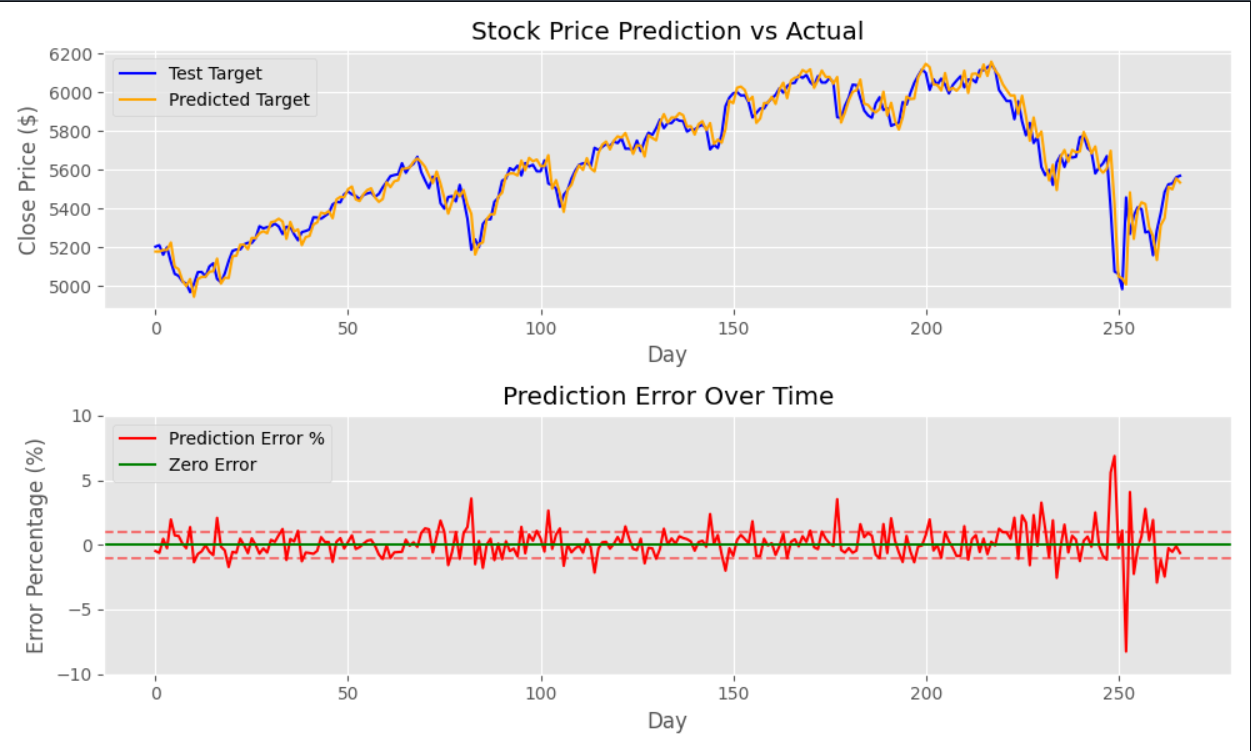 Stock Price Prediction vs Actual
Close Price ($)
6200
6000
5800
5600
5400
5200
5000
Test Target
Predicted Target
0 50 100 150 200 250
Day
Prediction Error Over Time
Error Percentage (%)
10
5
0
−5
−10
Prediction Error %
Zero Error
0 50 100 150 200 250
Day